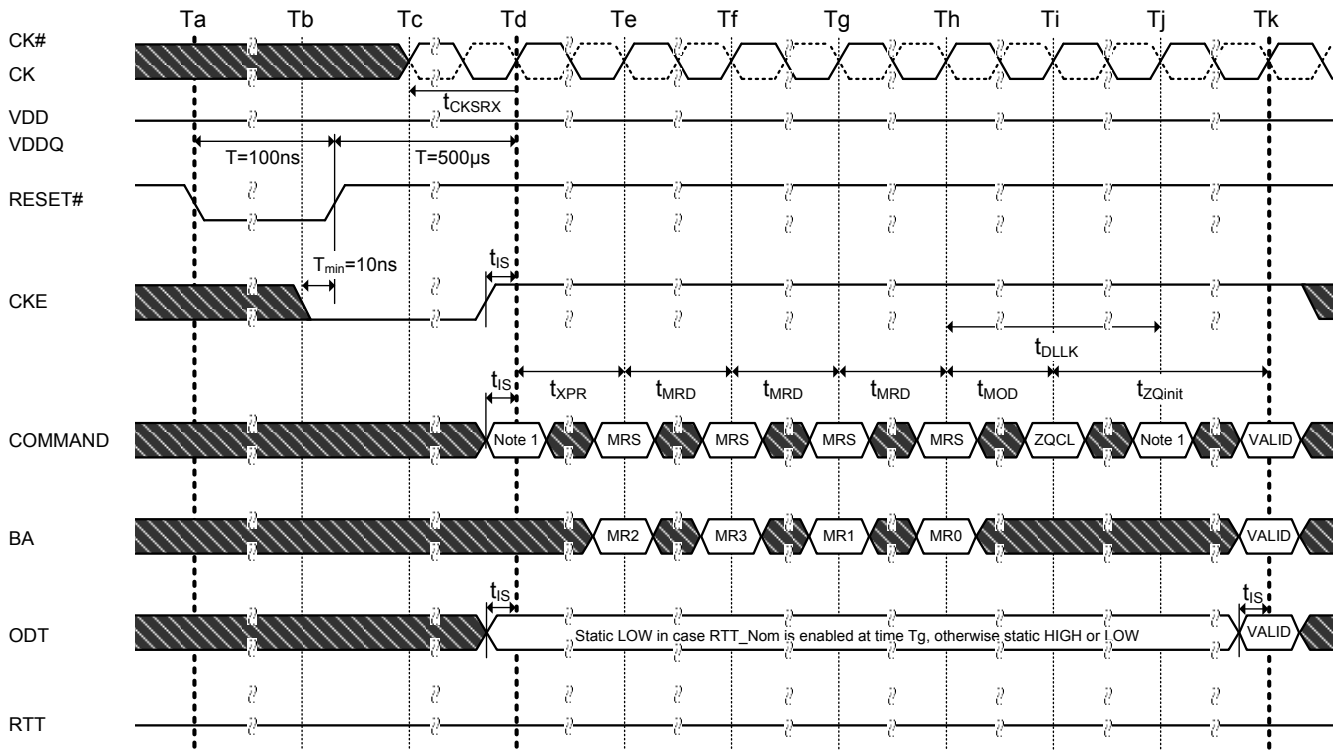 Ta Tb Tc Td Te Tf Tg Th Ti Tj Tk
CK#
CK
tCKSRX
VDD
VDDQ
T=100ns T=500µs
RESET#
Tmin=10ns tIS
CKE
tDLLK
tIS tXPR tMRD tMRD tMRD tMOD tZQinit
COMMAND Note 1 MRS MRS MRS MRS ZQCL Note 1 VALID
BA MR2 MR3 MR1 MR0 VALID
tIS tIS
ODT Static LOW in case RTT_Nom is enabled at time Tg, otherwise static HIGH or LOW VALID
RTT